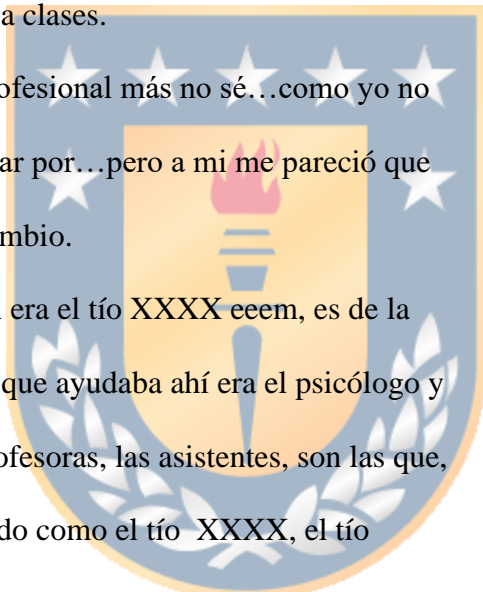 a clases.
ofesional más no sé…como yo no
ar por…pero a mi me pareció que
mbio.
era el tío XXXX eeem, es de la
que ayudaba ahí era el psicólogo y
ofesoras, las asistentes, son las que,
do como el tío XXXX, el tío